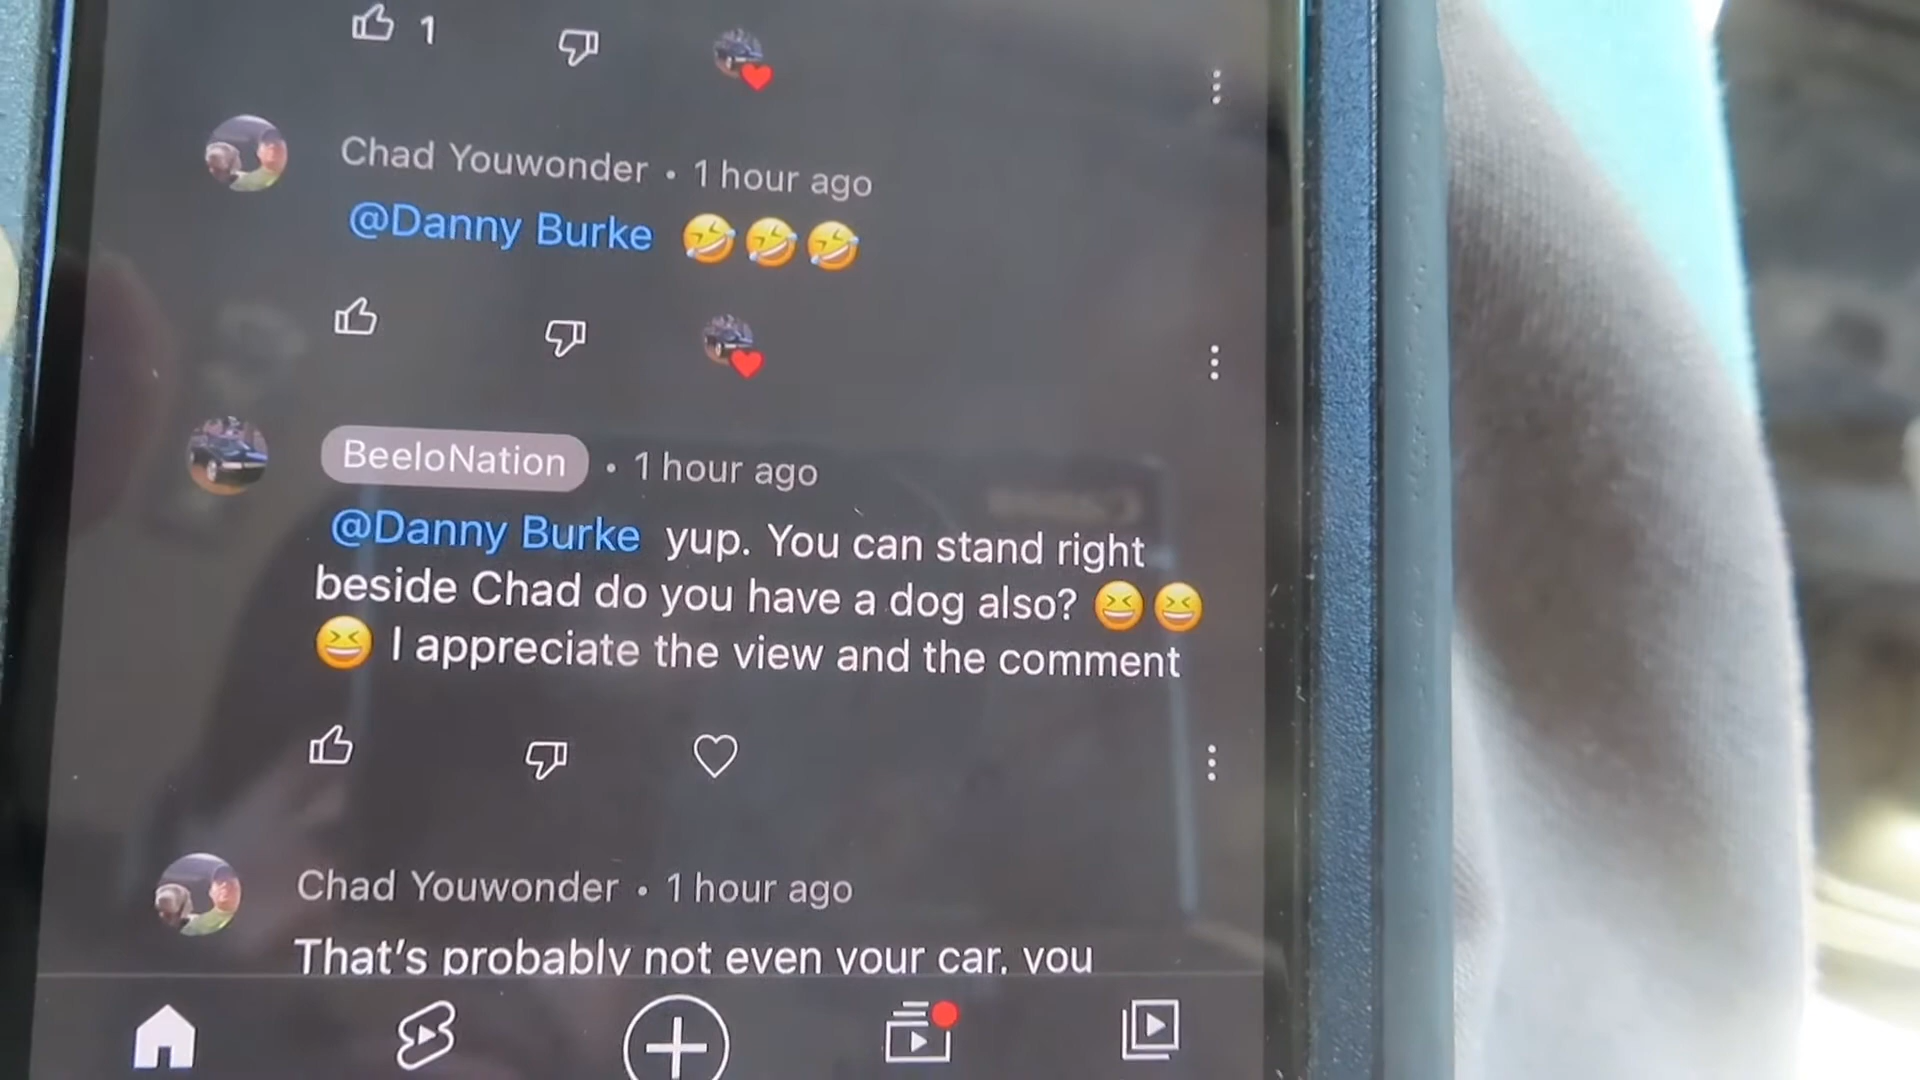 1
Chad Youwonder • 1 hour ago
@Danny Burke 🤣🤣🤣
BeeloNation • 1 hour ago
@Danny Burke yup. You can stand right
beside Chad do you have a dog also? 😆😆
😆 I appreciate the view and the comment
Chad Youwonder • 1 hour ago
That's probably not even your car, you